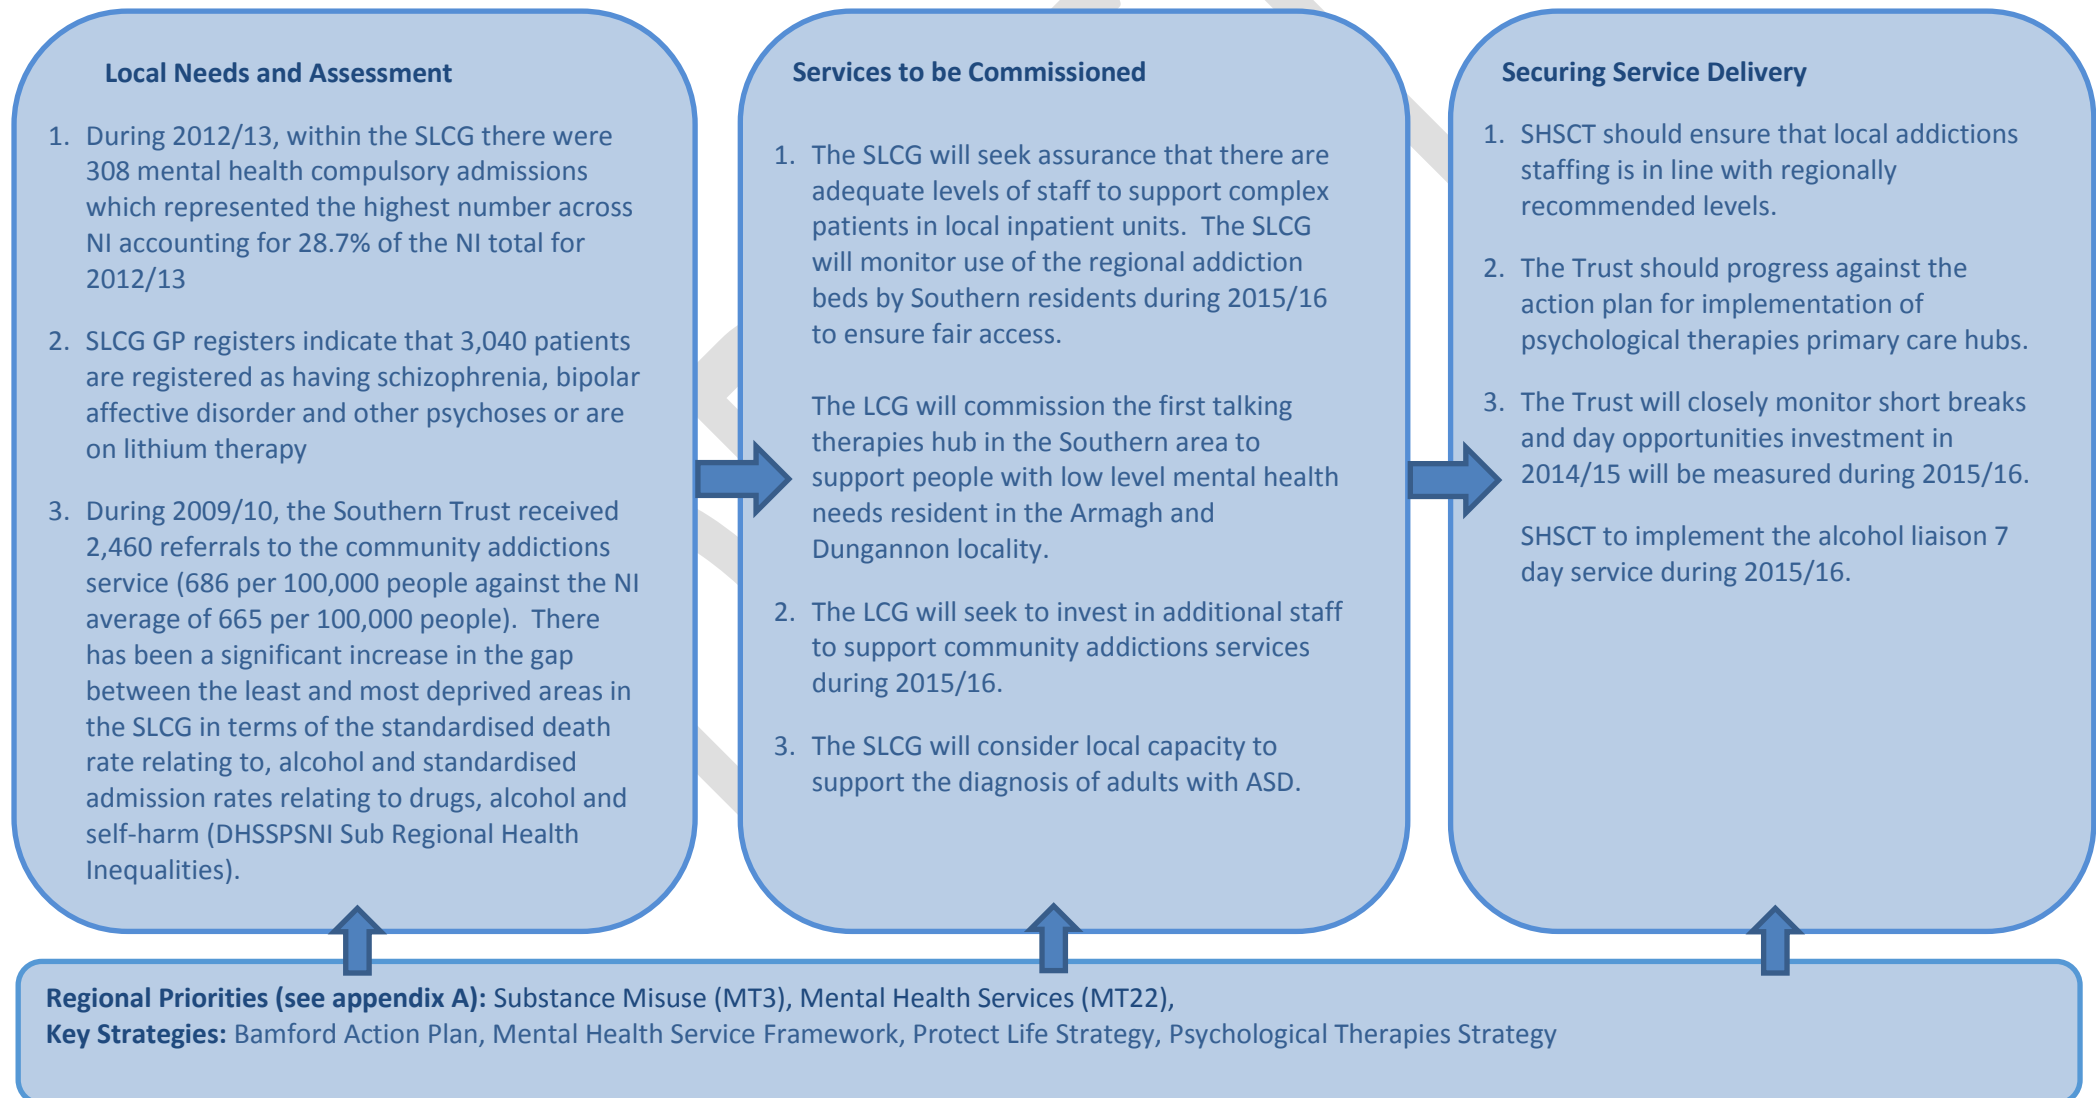 Local Needs and Assessment
1. During 2012/13, within the SLCG there were
308 mental health compulsory admissions
which represented the highest number across
NI accounting for 28.7% of the NI total for
2012/13
2. SLCG GP registers indicate that 3,040 patients
are registered as having schizophrenia, bipolar
affective disorder and other psychoses or are
on lithium therapy
3. During 2009/10, the Southern Trust received
2,460 referrals to the community addictions
service (686 per 100,000 people against the NI
average of 665 per 100,000 people). There
has been a significant increase in the gap
between the least and most deprived areas in
the SLCG in terms of the standardised death
rate relating to, alcohol and standardised
admission rates relating to drugs, alcohol and
self-harm (DHSSPSNI Sub Regional Health
Inequalities).
Services to be Commissioned
1. The SLCG will seek assurance that there are
adequate levels of staff to support complex
patients in local inpatient units. The SLCG
will monitor use of the regional addiction
beds by Southern residents during 2015/16
to ensure fair access.
The LCG will commission the first talking
therapies hub in the Southern area to
support people with low level mental health
needs resident in the Armagh and
Dungannon locality.
2. The LCG will seek to invest in additional staff
to support community addictions services
during 2015/16.
3. The SLCG will consider local capacity to
support the diagnosis of adults with ASD.
Securing Service Delivery
1. SHSCT should ensure that local addictions
staffing is in line with regionally
recommended levels.
2. The Trust should progress against the
action plan for implementation of
psychological therapies primary care hubs.
3. The Trust will closely monitor short breaks
and day opportunities investment in
2014/15 will be measured during 2015/16.
SHSCT to implement the alcohol liaison 7
day service during 2015/16.
Regional Priorities (see appendix A): Substance Misuse (MT3), Mental Health Services (MT22),
Key Strategies: Bamford Action Plan, Mental Health Service Framework, Protect Life Strategy, Psychological Therapies Strategy